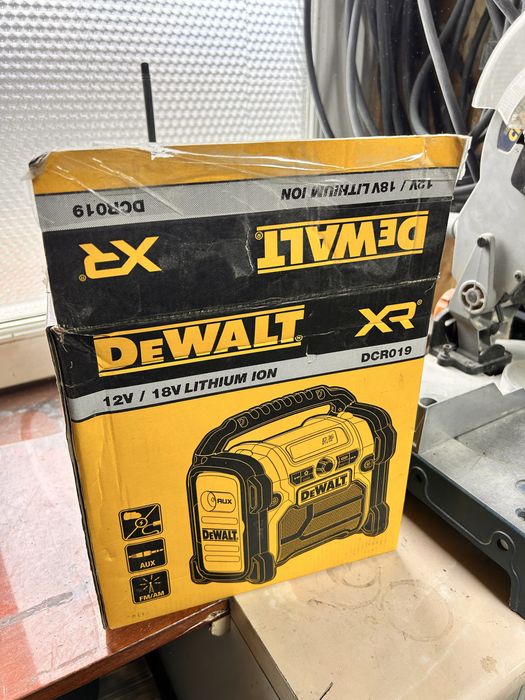 12V / 18V LITHIUM ION
DCR019
DEWALT
XR
DEWALT
XR
12V / 18V LITHIUM ION
DCR019
AUX
DEWALT
DEWALT
AUX
FM/AM